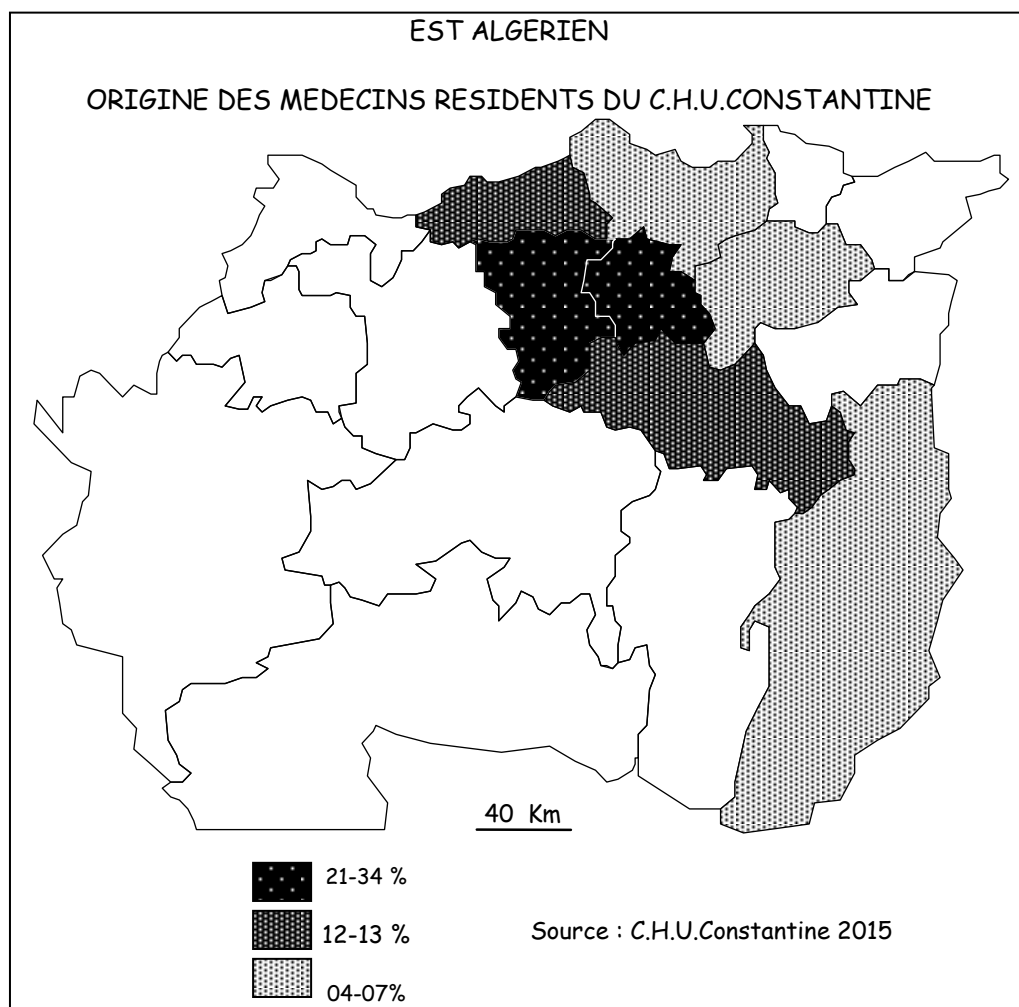 EST ALGERIEN
ORIGINE DES MEDECINS RESIDENTS DU C.H.U.CONSTANTINE
40 Km
21-34 %
12-13 %
04-07%
Source : C.H.U.Constantine 2015